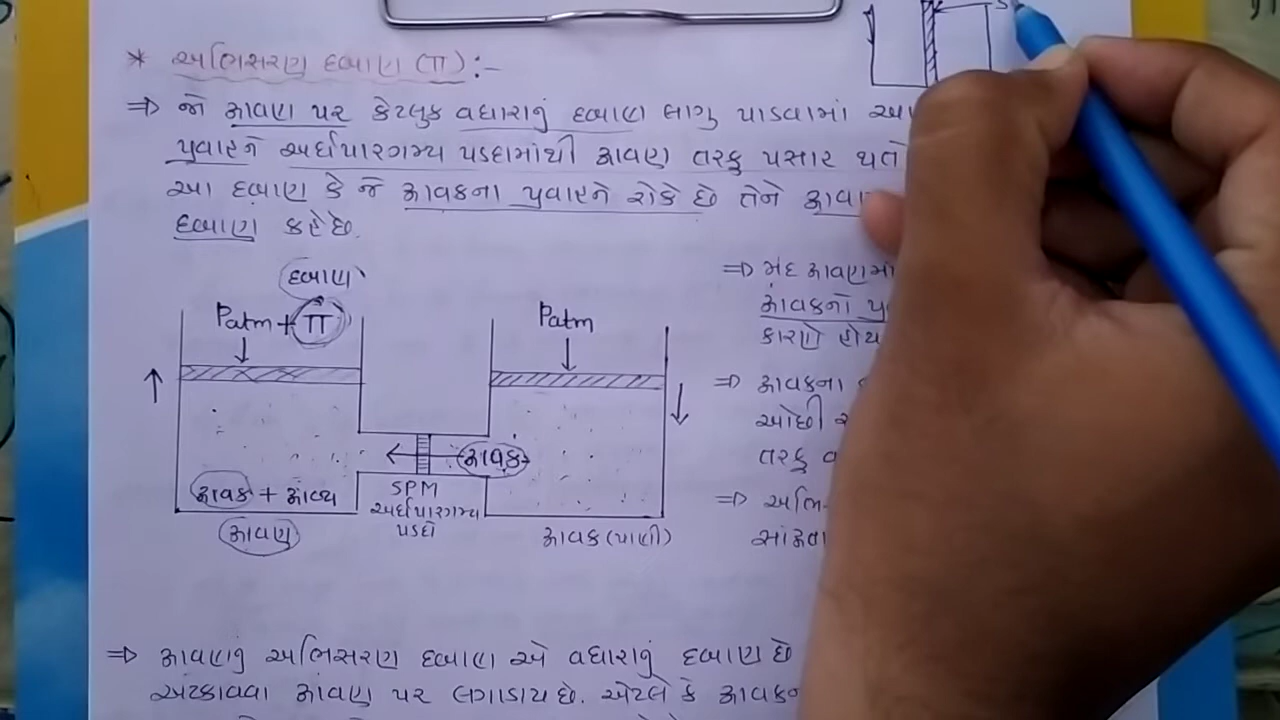 * અભિસરણ દબાણ (π) :-
⇒ જો દ્રાવણ પર કેટલુક વધારાનું દબાણ લાગુ પાડવામાં આ
પ્રવાહને અર્ધપારગમ્ય પડદામાંથી દ્રાવણ તરફ પસાર થતો
આ દબાણ કે જે દ્રાવકના પ્રવાહને રોકે છે તેને
દબાણ કહે છે.
દબાણ
Patm + π
Patm
દ્રાવક
દ્રાવક + દ્રાવ્ય
દ્રાવણ
SPM
અર્ધપારગમ્ય
પડદો
દ્રાવક (પાણી)
⇒ મંદ
દ્રાવકનો
કારણે હોય
⇒ દ્રાવકના
ઓછી
તરફ
⇒ અભિ-
⇒ દ્રાવણનું અભિસરણ દબાણ એ વધારાનું દબાણ છે
અટકાવવા દ્રાવણ પર લગાડાય છે. એટલે કે